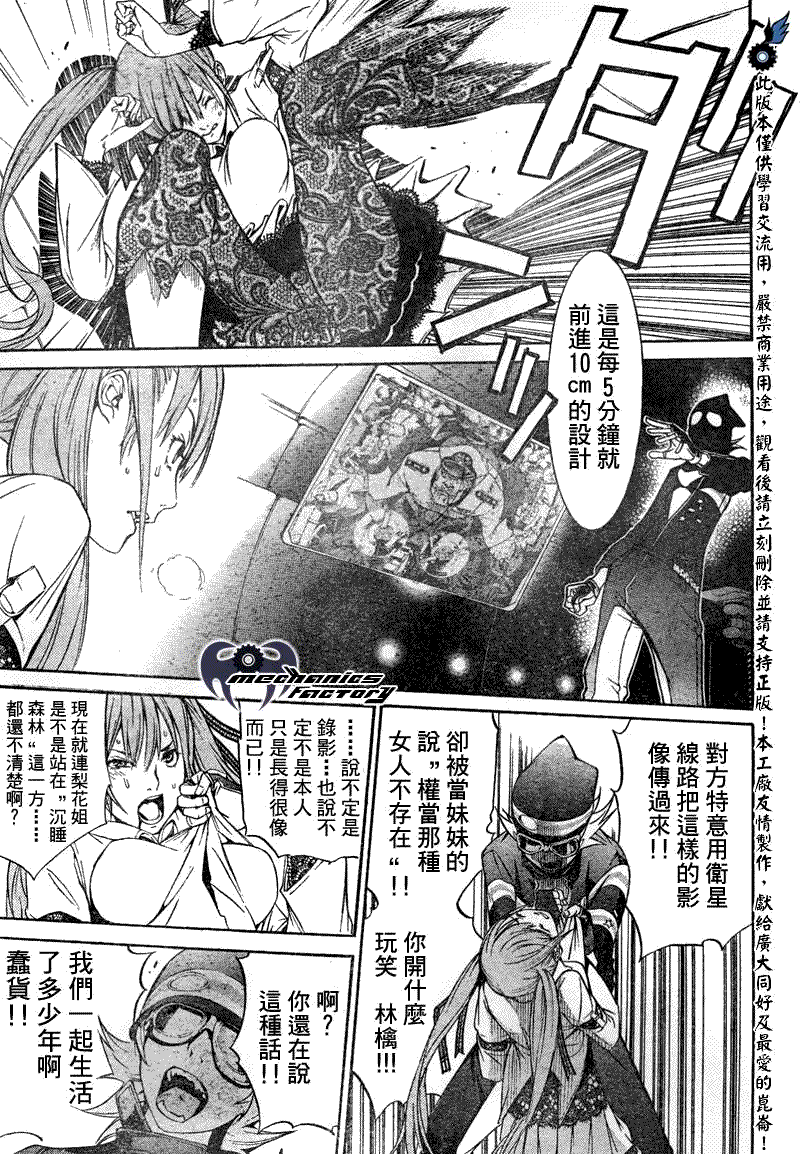 ダダダ
這是每5分鐘就
前進10cm的設計
對方特意用衛星
線路把這樣的影
像傳過來!!
卻被當妹妹的
說”權當那種
女人不存在“!!
你開什麼
玩笑 林檎!!!
……說不定是
錄影…也說不
定不是本人
只是長得很像
而已!!
現在就連梨花姐
是不是站在”沉睡
森林“這一方……
都還不清楚啊?
啊?
你還在說
這種話!!
我們一起生活
了多少年啊
蠢貨!!
mechanics
factory
此版本僅供學習交流用，嚴禁商業用途，觀看後請立刻刪除並請支持正版！本工廠友情製作，獻給廣大同好及最愛的崑崙！